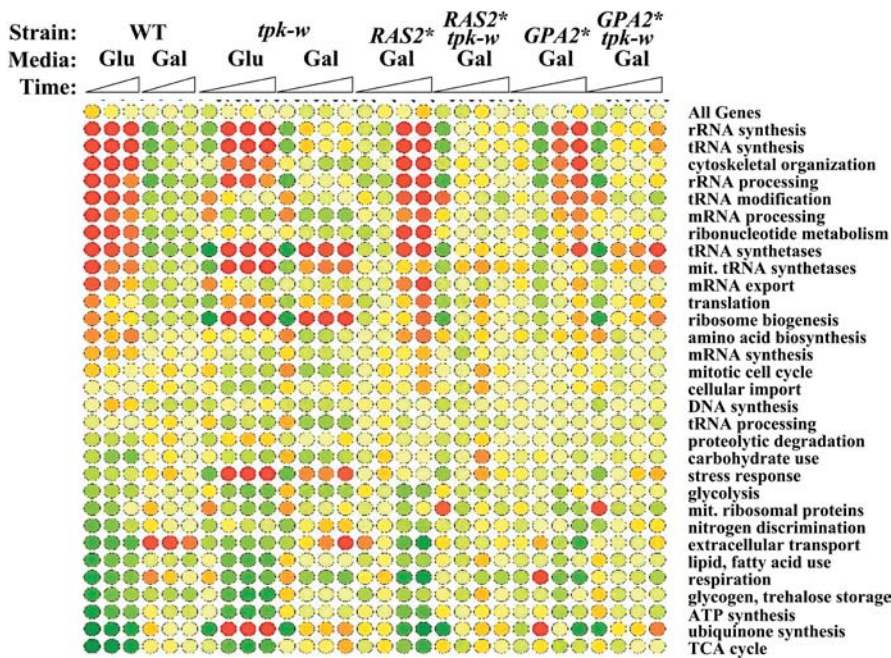 RAS2* GPA2*
Strain: WT tpk-w RAS2* tpk-w GPA2* tpk-w
Media: Glu Gal Glu Gal Gal Gal Gal Gal
Time:
All Genes
rRNA synthesis
tRNA synthesis
cytoskeletal organization
rRNA processing
tRNA modification
mRNA processing
ribonucleotide metabolism
tRNA synthetases
mit. tRNA synthetases
mRNA export
translation
ribosome biogenesis
amino acid biosynthesis
mRNA synthesis
mitotic cell cycle
cellular import
DNA synthesis
tRNA processing
proteolytic degradation
carbohydrate use
stress response
glycolysis
mit. ribosomal proteins
nitrogen discrimination
extracellular transport
lipid, fatty acid use
respiration
glycogen, trehalose storage
ATP synthesis
ubiquinone synthesis
TCA cycle